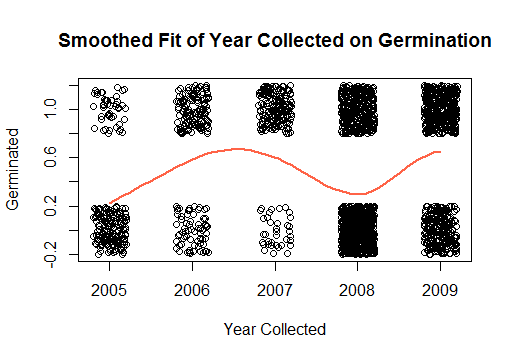 Smoothed Fit of Year Collected on Germination
Germinated
1.0
0.6
0.2
-0.2
2005 2006 2007 2008 2009
Year Collected